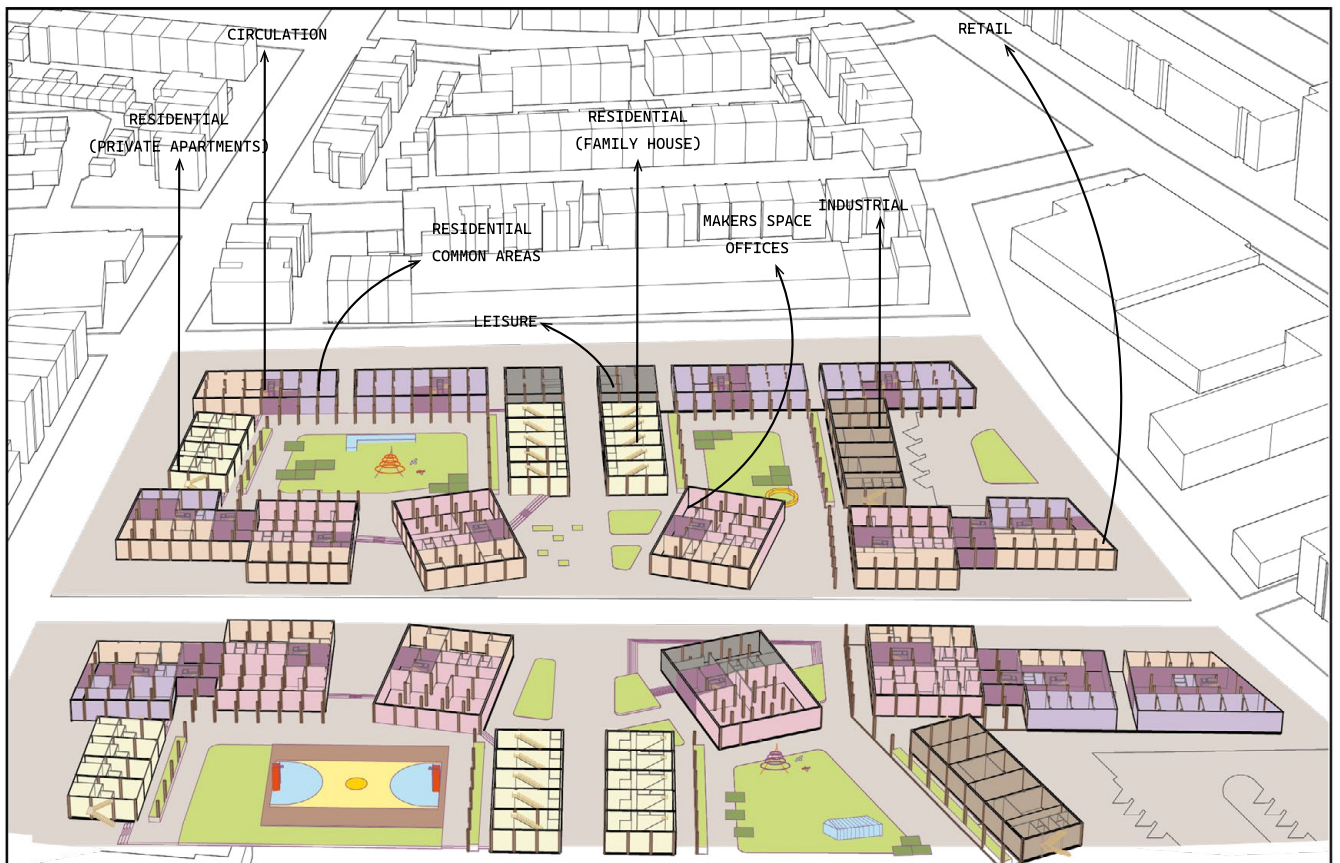 CIRCULATION
RETAIL
RESIDENTIAL
(PRIVATE APARTMENTS)
RESIDENTIAL
(FAMILY HOUSE)
INDUSTRIAL
MAKERS SPACE
OFFICES
RESIDENTIAL
COMMON AREAS
LEISURE